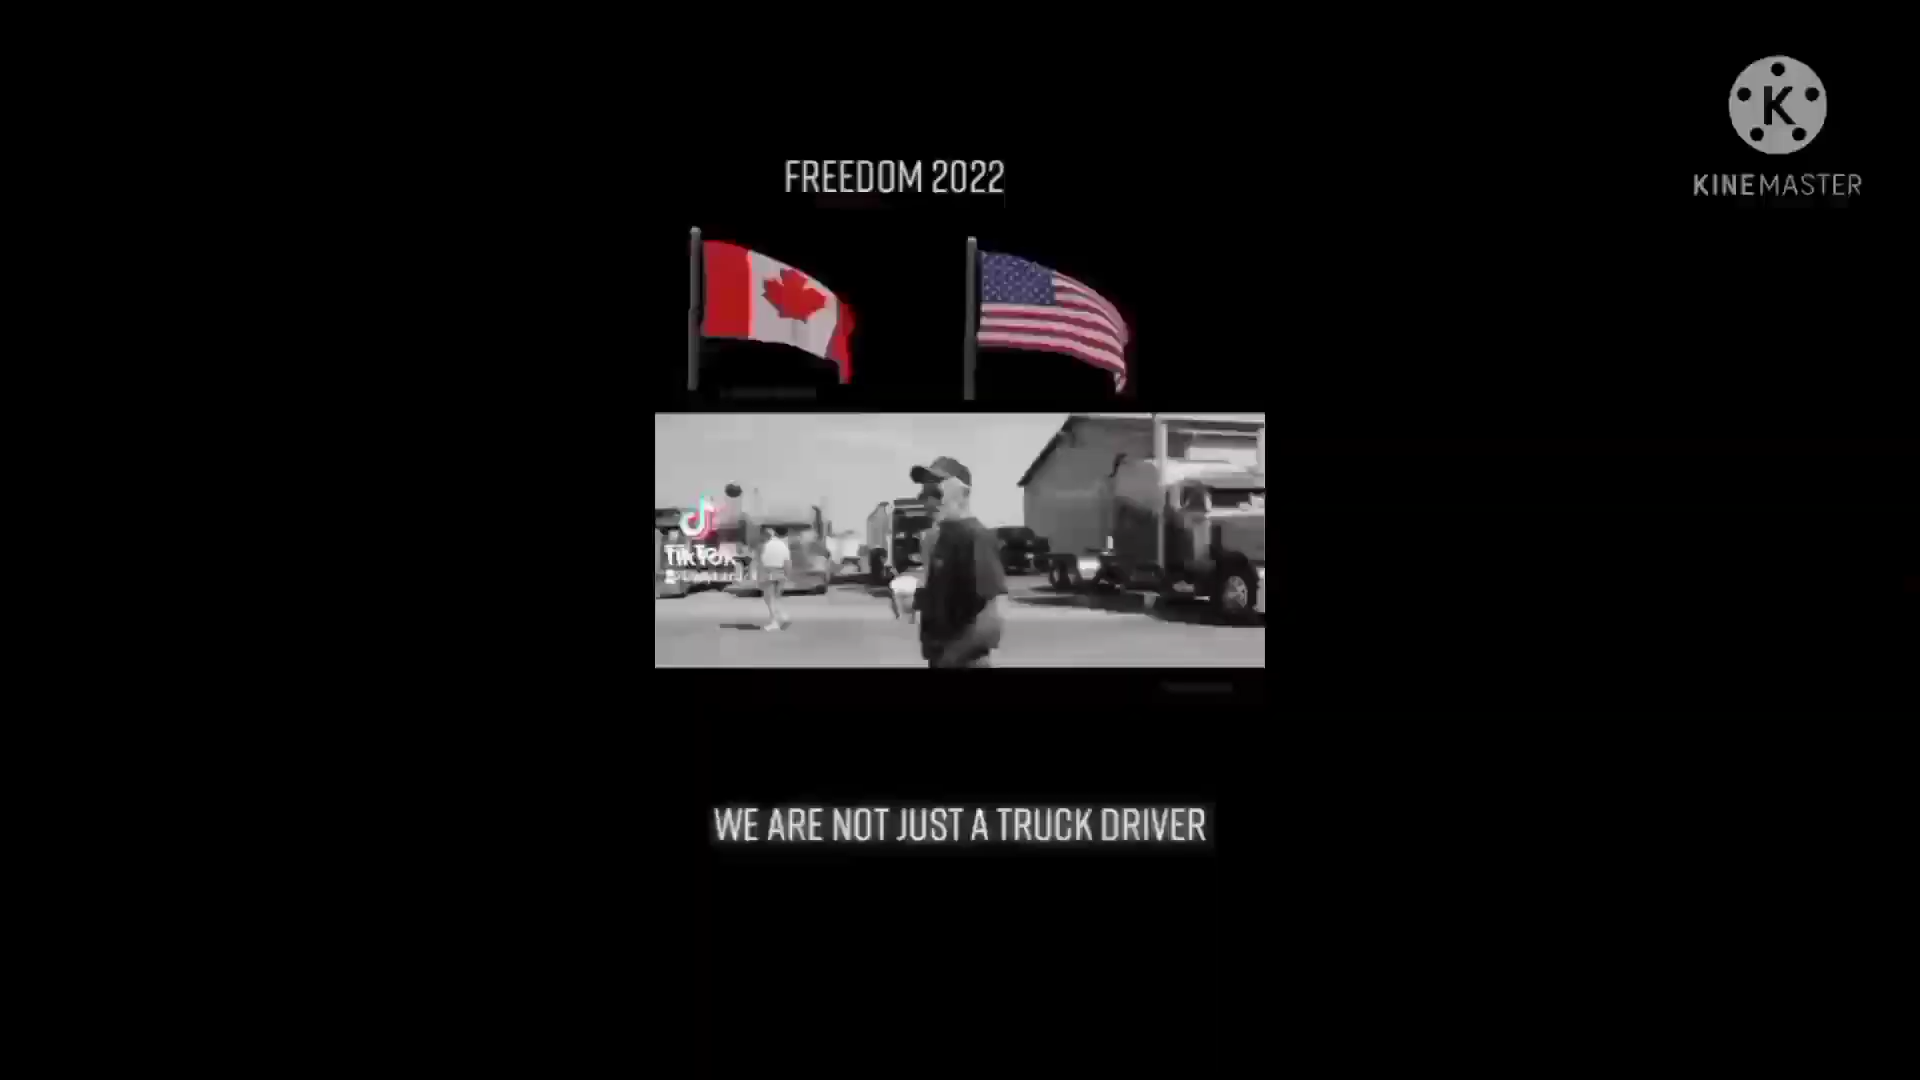 FREEDOM 2022
K
KINEMASTER
TikTok
WE ARE NOT JUST A TRUCK DRIVER